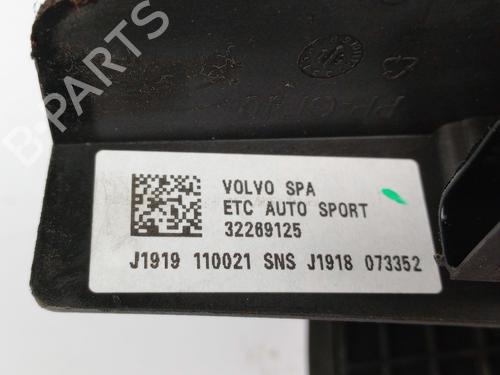 B-PARTS
VOLVO SPA
ETC AUTO SPORT
32269125
J1919 110021 SNS J1918 073352